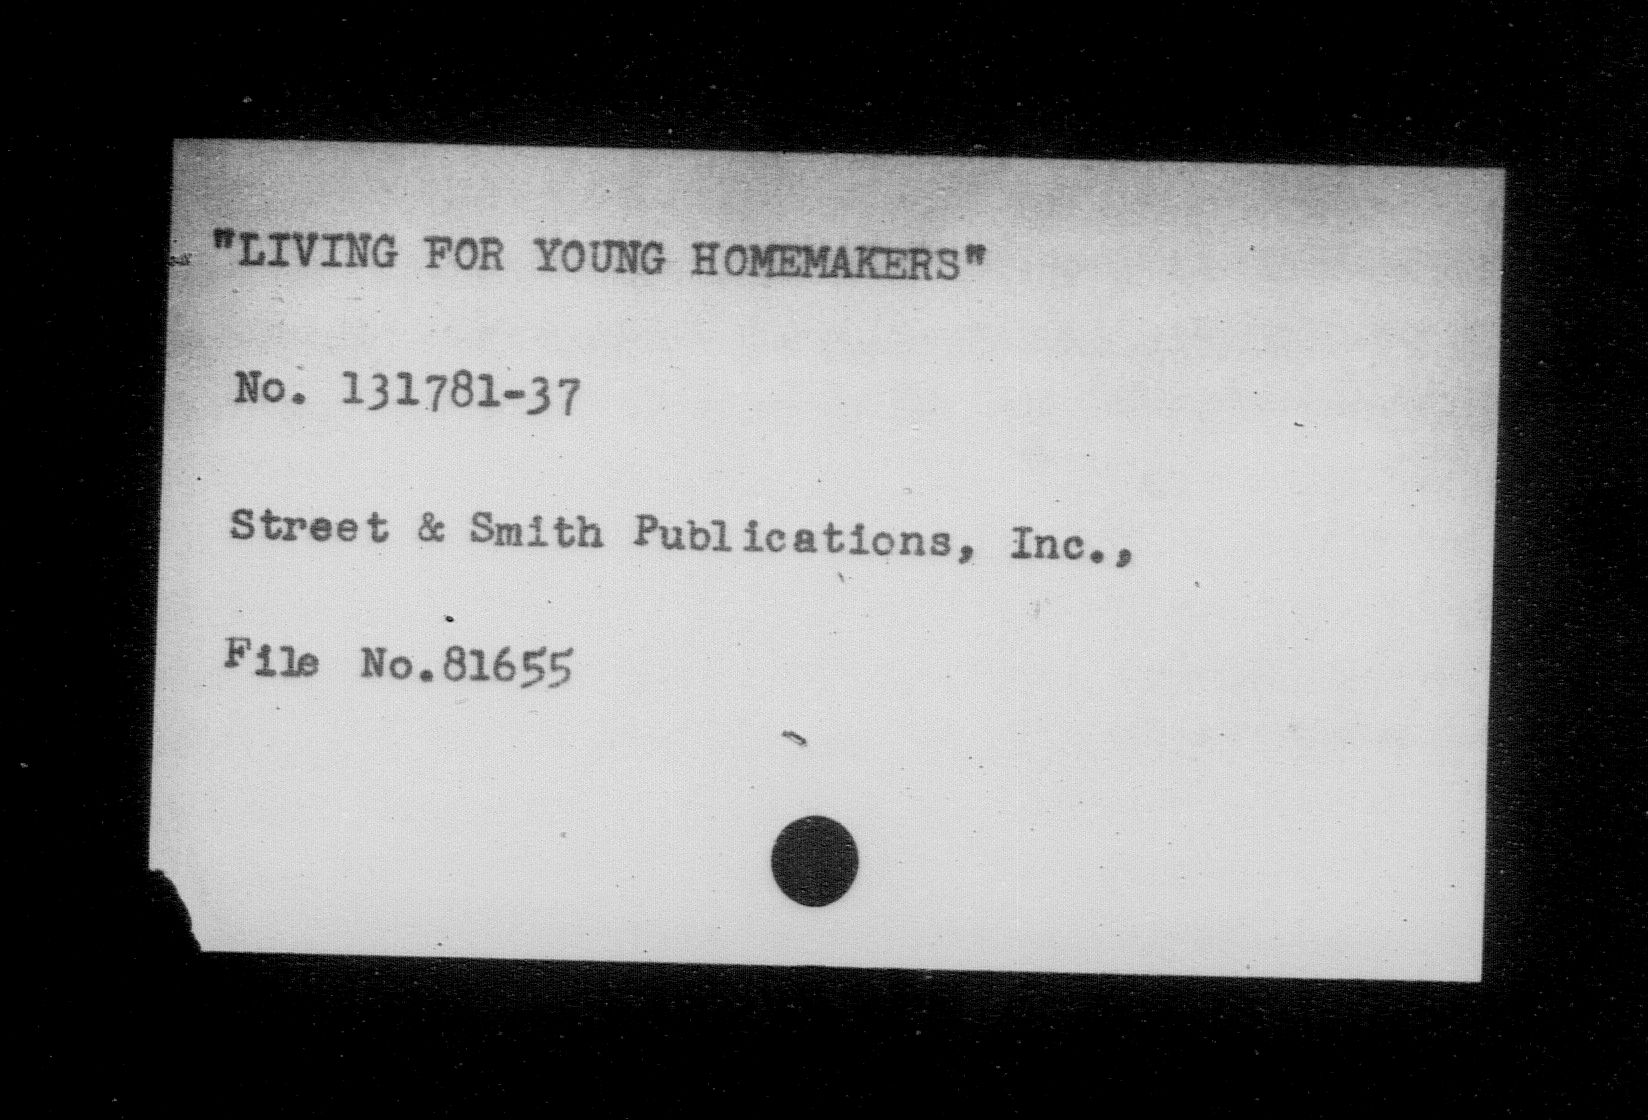 "LIVING FOR YOUNG HOMEMAKERS"
No. 131781-37
Street & Smith Publications, Inc.,
File No.81655